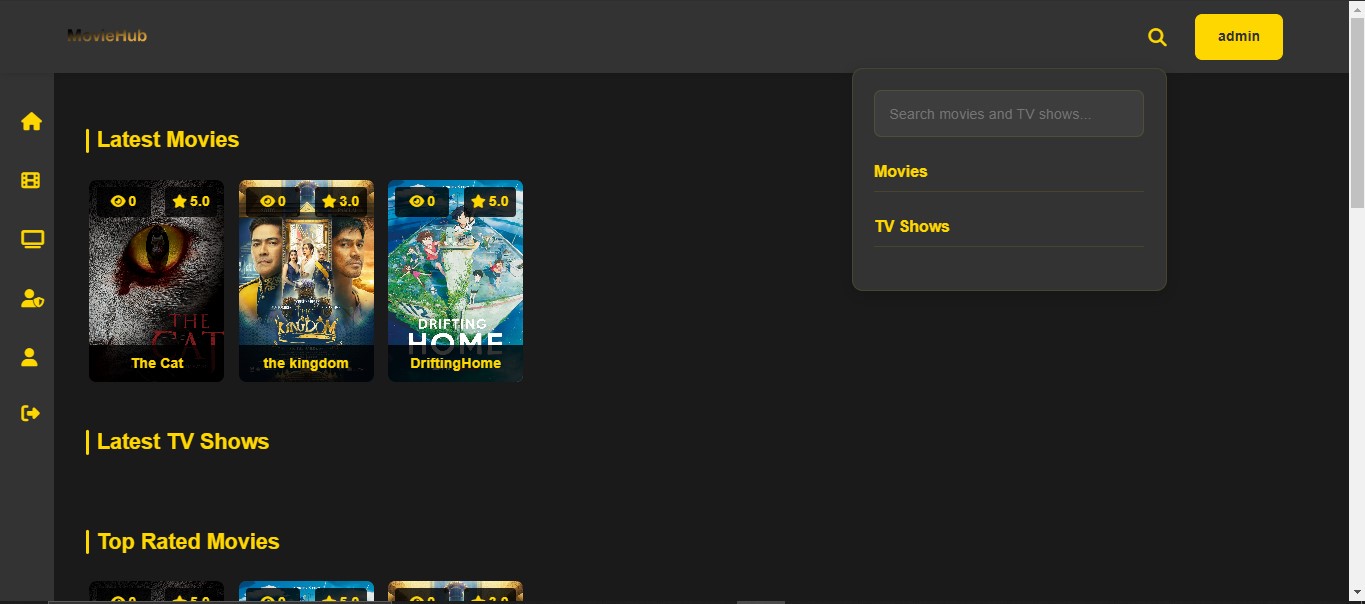 MovieHub
admin
Search movies and TV shows...
Movies
TV Shows
Latest Movies
0 5.0
0 3.0
0 5.0
THE
CAT
KINGDOM
DRIFTING
HOME
The Cat
the kingdom
DriftingHome
Latest TV Shows
Top Rated Movies
0 5.0
0 5.0
0 3.0